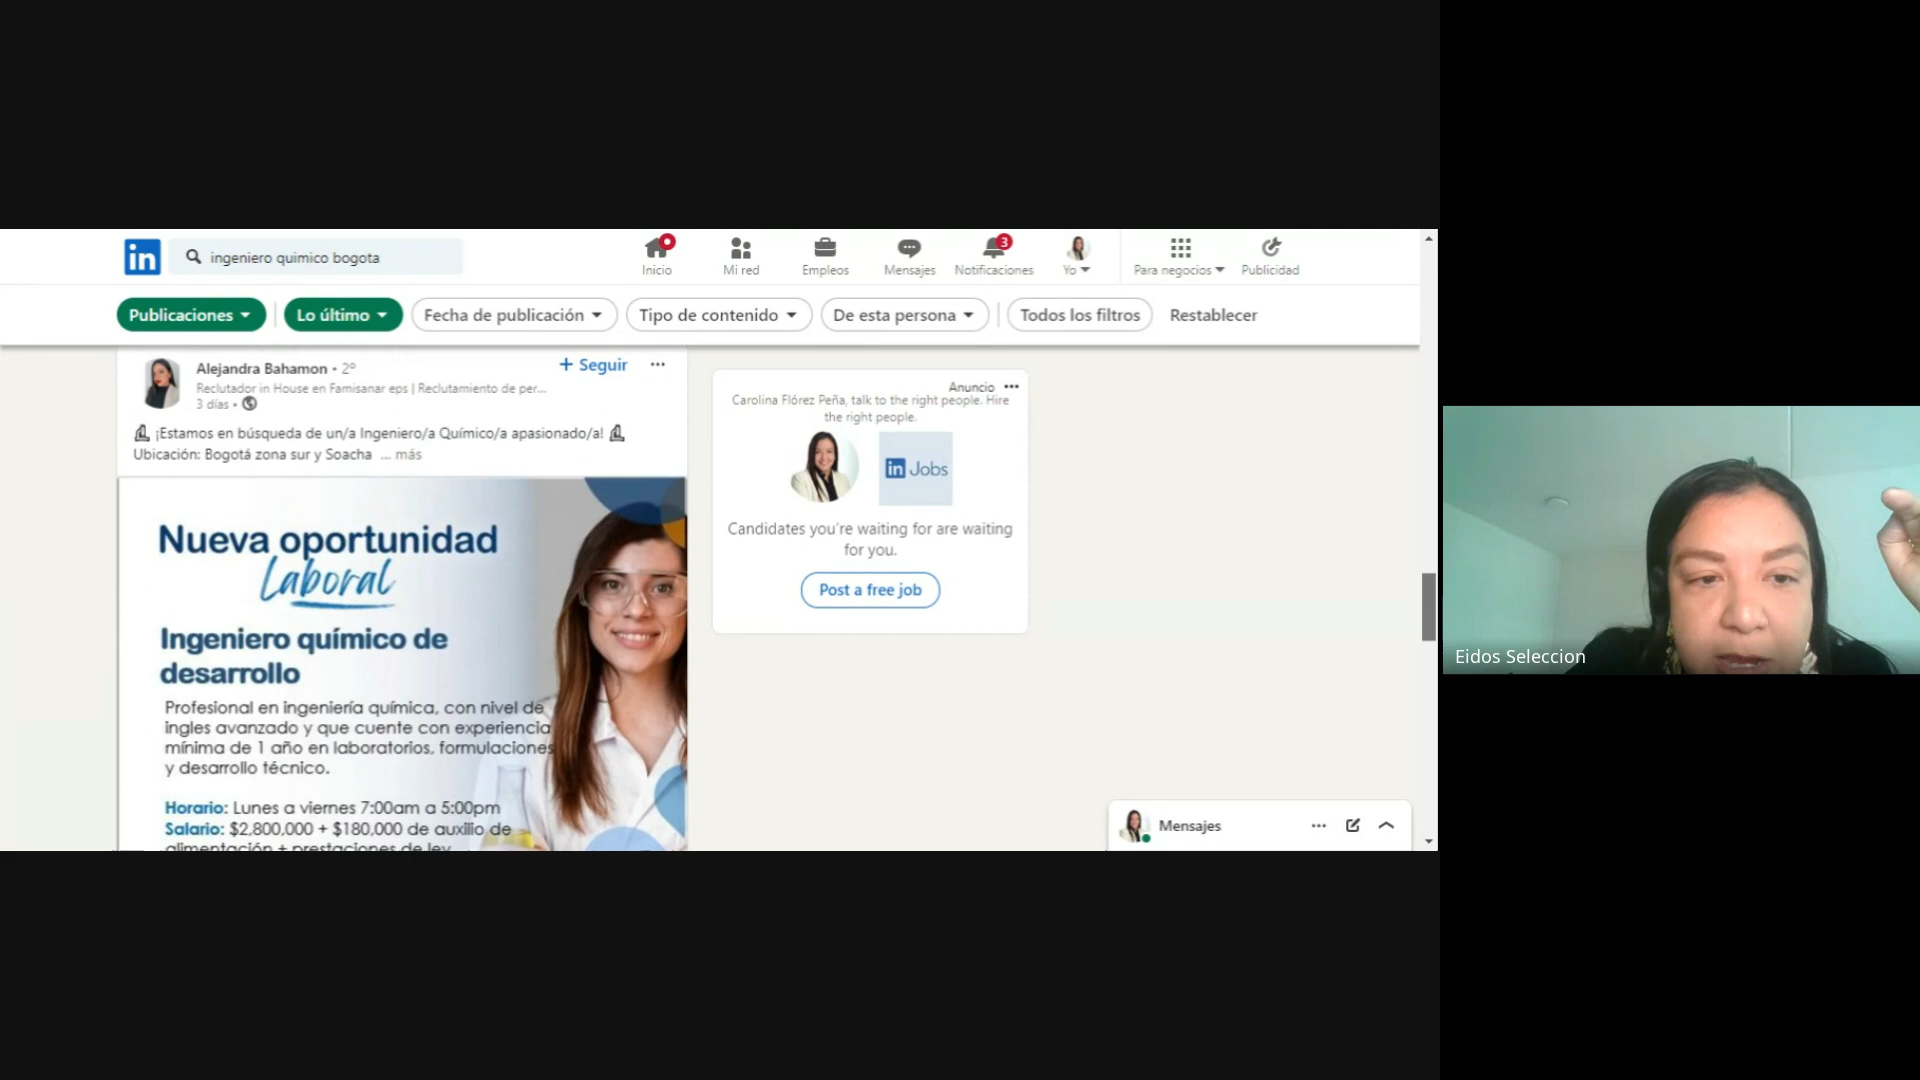 in
ingeniero quimico bogota
Inicio
Mi red
Empleos
Mensajes
3
Notificaciones
Yo
Para negocios
Publicidad
Publicaciones
Lo último
Fecha de publicación
Tipo de contenido
De esta persona
Todos los filtros
Restablecer
Alejandra Bahamon • 2º
+ Seguir
Reclutador in House en Famisanar eps | Reclutamiento de per...
3 días •
¡Estamos en búsqueda de un/a Ingeniero/a Químico/a apasionado/a!
Ubicación: Bogotá zona sur y Soacha ... más
Nueva oportunidad
Laboral
Ingeniero químico de
desarrollo
Profesional en ingeniería química, con nivel de
ingles avanzado y que cuente con experiencia
mínima de 1 año en laboratorios, formulaciones
y desarrollo técnico.
Horario: Lunes a viernes 7:00am a 5:00pm
Salario: $2,800,000 + $180,000 de auxilio de
alimentación + prestaciones de ley
Anuncio
Carolina Flórez Peña, talk to the right people. Hire
the right people.
in Jobs
Candidates you're waiting for are waiting
for you.
Post a free job
Mensajes
Eidos Seleccion